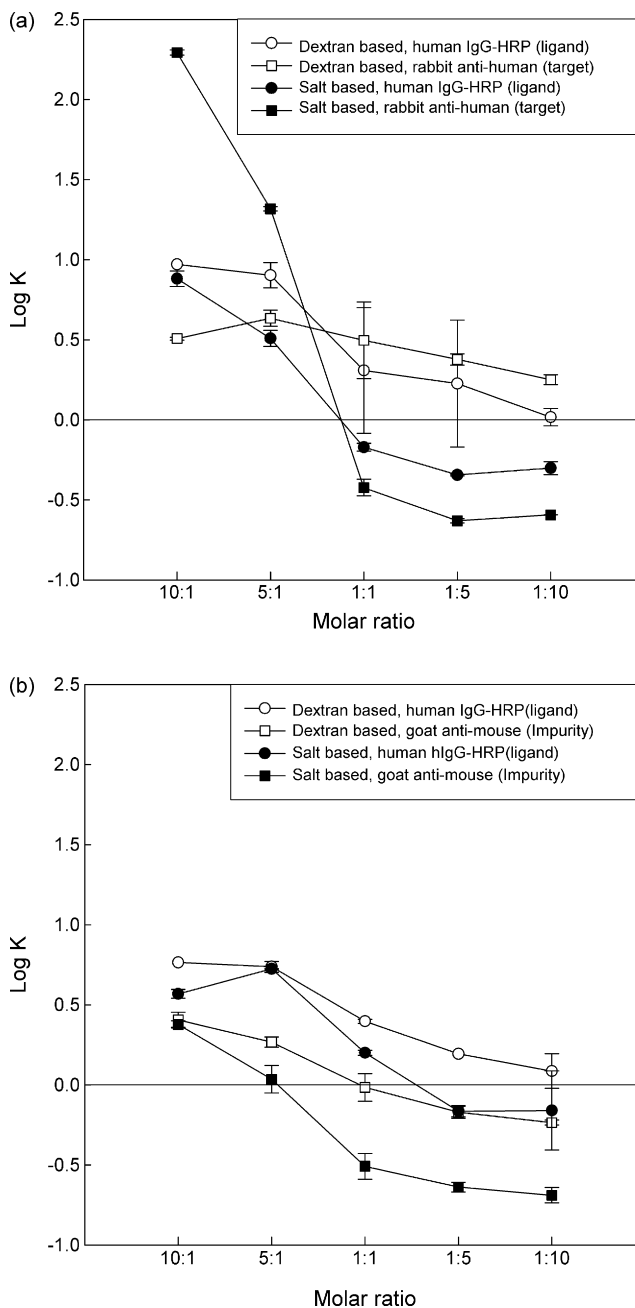 (a)
2.5
2.0
1.5
1.0
0.5
0.0
-0.5
-1.0
Log K
Dextran based, human IgG-HRP (ligand)
Dextran based, rabbit anti-human (target)
Salt based, human IgG-HRP (ligand)
Salt based, rabbit anti-human (target)
10:1 5:1 1:1 1:5 1:10
Molar ratio
(b)
2.5
2.0
1.5
1.0
0.5
0.0
-0.5
-1.0
Log K
Dextran based, human IgG-HRP(ligand)
Dextran based, goat anti-mouse (Impurity)
Salt based, human hIgG-HRP(ligand)
Salt based, goat anti-mouse (Impurity)
10:1 5:1 1:1 1:5 1:10
Molar ratio